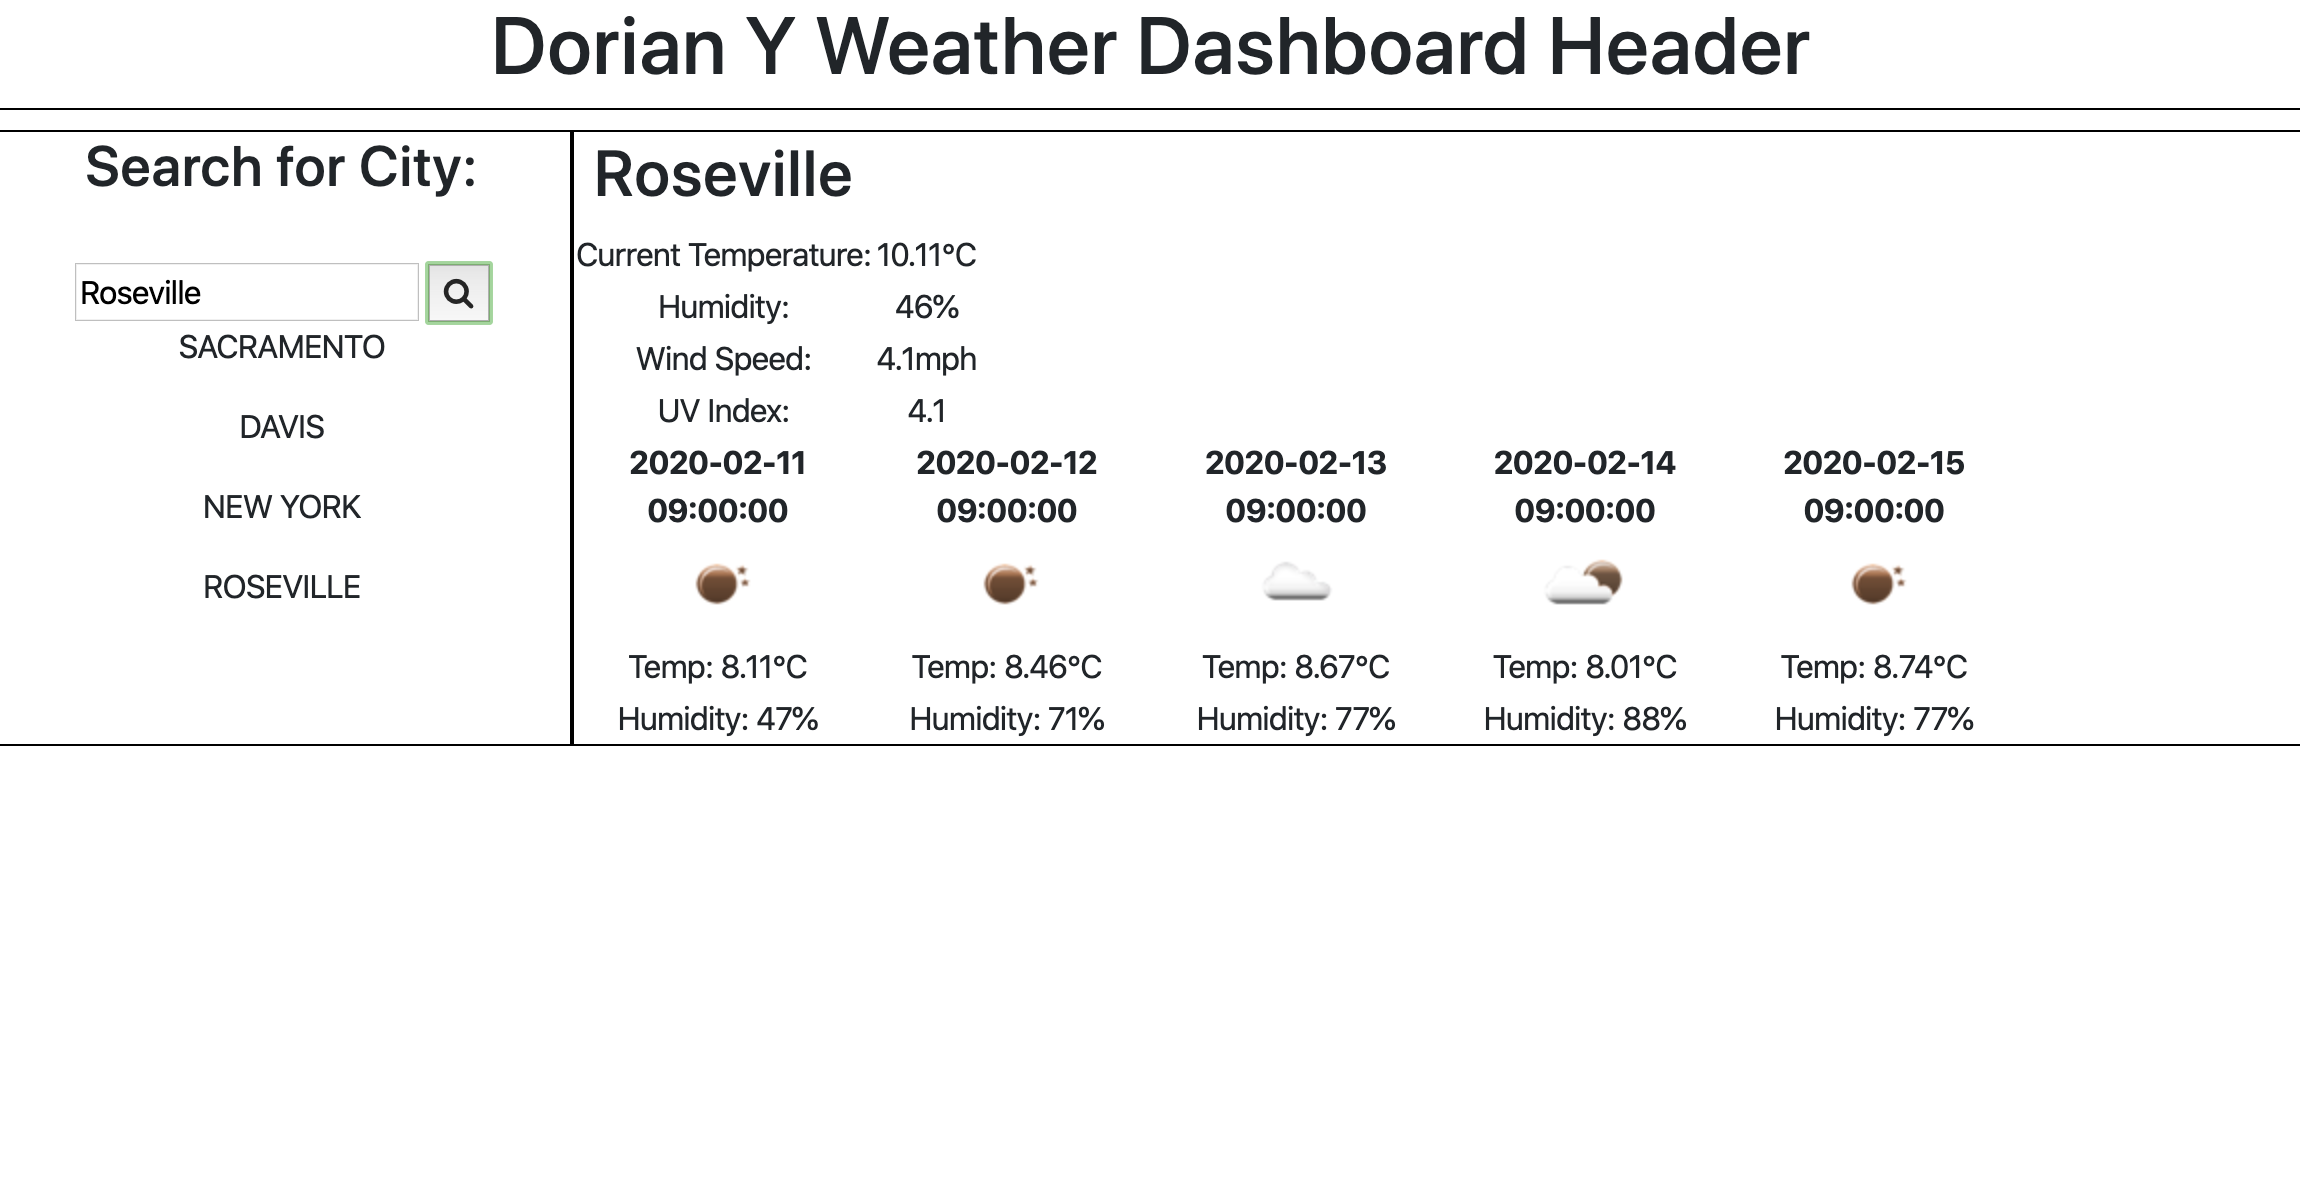 Dorian Y Weather Dashboard Header
Search for City:
Roseville
SACRAMENTO
DAVIS
NEW YORK
ROSEVILLE
Roseville
Current Temperature: 10.11°C
Humidity: 46%
Wind Speed: 4.1mph
UV Index: 4.1
2020-02-11 2020-02-12 2020-02-13 2020-02-14 2020-02-15
09:00:00 09:00:00 09:00:00 09:00:00 09:00:00
Temp: 8.11°C Temp: 8.46°C Temp: 8.67°C Temp: 8.01°C Temp: 8.74°C
Humidity: 47% Humidity: 71% Humidity: 77% Humidity: 88% Humidity: 77%